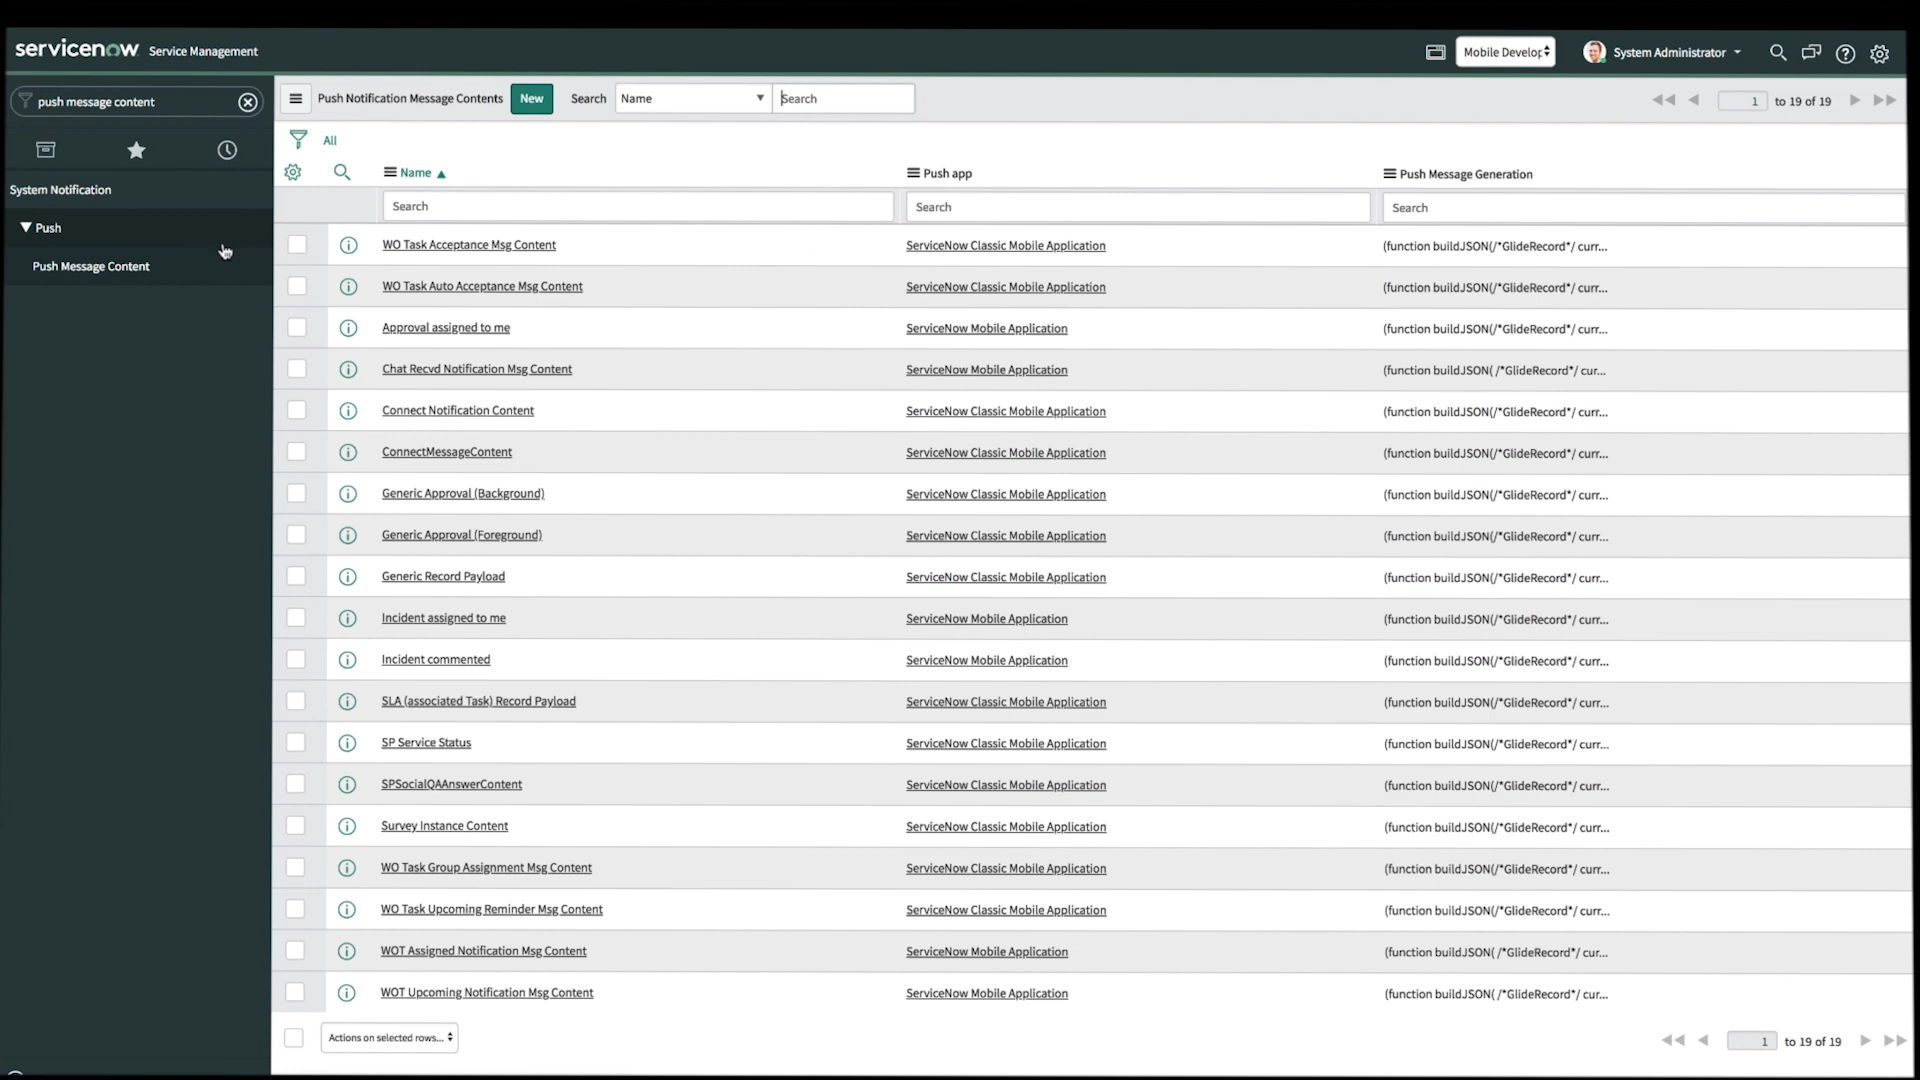 servicenow Service Management
Mobile Develop
System Administrator
push message content
System Notification
Push
Push Message Content
Push Notification Message Contents New Search Name Search
1 to 19 of 19
All
Name Push app Push Message Generation
Search Search Search
WO Task Acceptance Msg Content ServiceNow Classic Mobile Application (function buildJSON(/*GlideRecord*/ curr...
WO Task Auto Acceptance Msg Content ServiceNow Classic Mobile Application (function buildJSON(/*GlideRecord*/ curr...
Approval assigned to me ServiceNow Mobile Application (function buildJSON(/*GlideRecord*/ curr...
Chat Recvd Notification Msg Content ServiceNow Mobile Application (function buildJSON( /*GlideRecord*/ cur...
Connect Notification Content ServiceNow Classic Mobile Application (function buildJSON(/*GlideRecord*/ curr...
ConnectMessageContent ServiceNow Classic Mobile Application (function buildJSON(/*GlideRecord*/ curr...
Generic Approval (Background) ServiceNow Classic Mobile Application (function buildJSON(/*GlideRecord*/ curr...
Generic Approval (Foreground) ServiceNow Classic Mobile Application (function buildJSON(/*GlideRecord*/ curr...
Generic Record Payload ServiceNow Classic Mobile Application (function buildJSON(/*GlideRecord*/ curr...
Incident assigned to me ServiceNow Mobile Application (function buildJSON(/*GlideRecord*/ curr...
Incident commented ServiceNow Mobile Application (function buildJSON(/*GlideRecord*/ curr...
SLA (associated Task) Record Payload ServiceNow Classic Mobile Application (function buildJSON(/*GlideRecord*/ curr...
SP Service Status ServiceNow Classic Mobile Application (function buildJSON(/*GlideRecord*/ curr...
SPSocialQAAnswerContent ServiceNow Classic Mobile Application (function buildJSON(/*GlideRecord*/ curr...
Survey Instance Content ServiceNow Classic Mobile Application (function buildJSON(/*GlideRecord*/ curr...
WO Task Group Assignment Msg Content ServiceNow Classic Mobile Application (function buildJSON(/*GlideRecord*/ curr...
WO Task Upcoming Reminder Msg Content ServiceNow Classic Mobile Application (function buildJSON(/*GlideRecord*/ curr...
WOT Assigned Notification Msg Content ServiceNow Mobile Application (function buildJSON( /*GlideRecord*/ cur...
WOT Upcoming Notification Msg Content ServiceNow Mobile Application (function buildJSON( /*GlideRecord*/ cur...
Actions on selected rows...
1 to 19 of 19